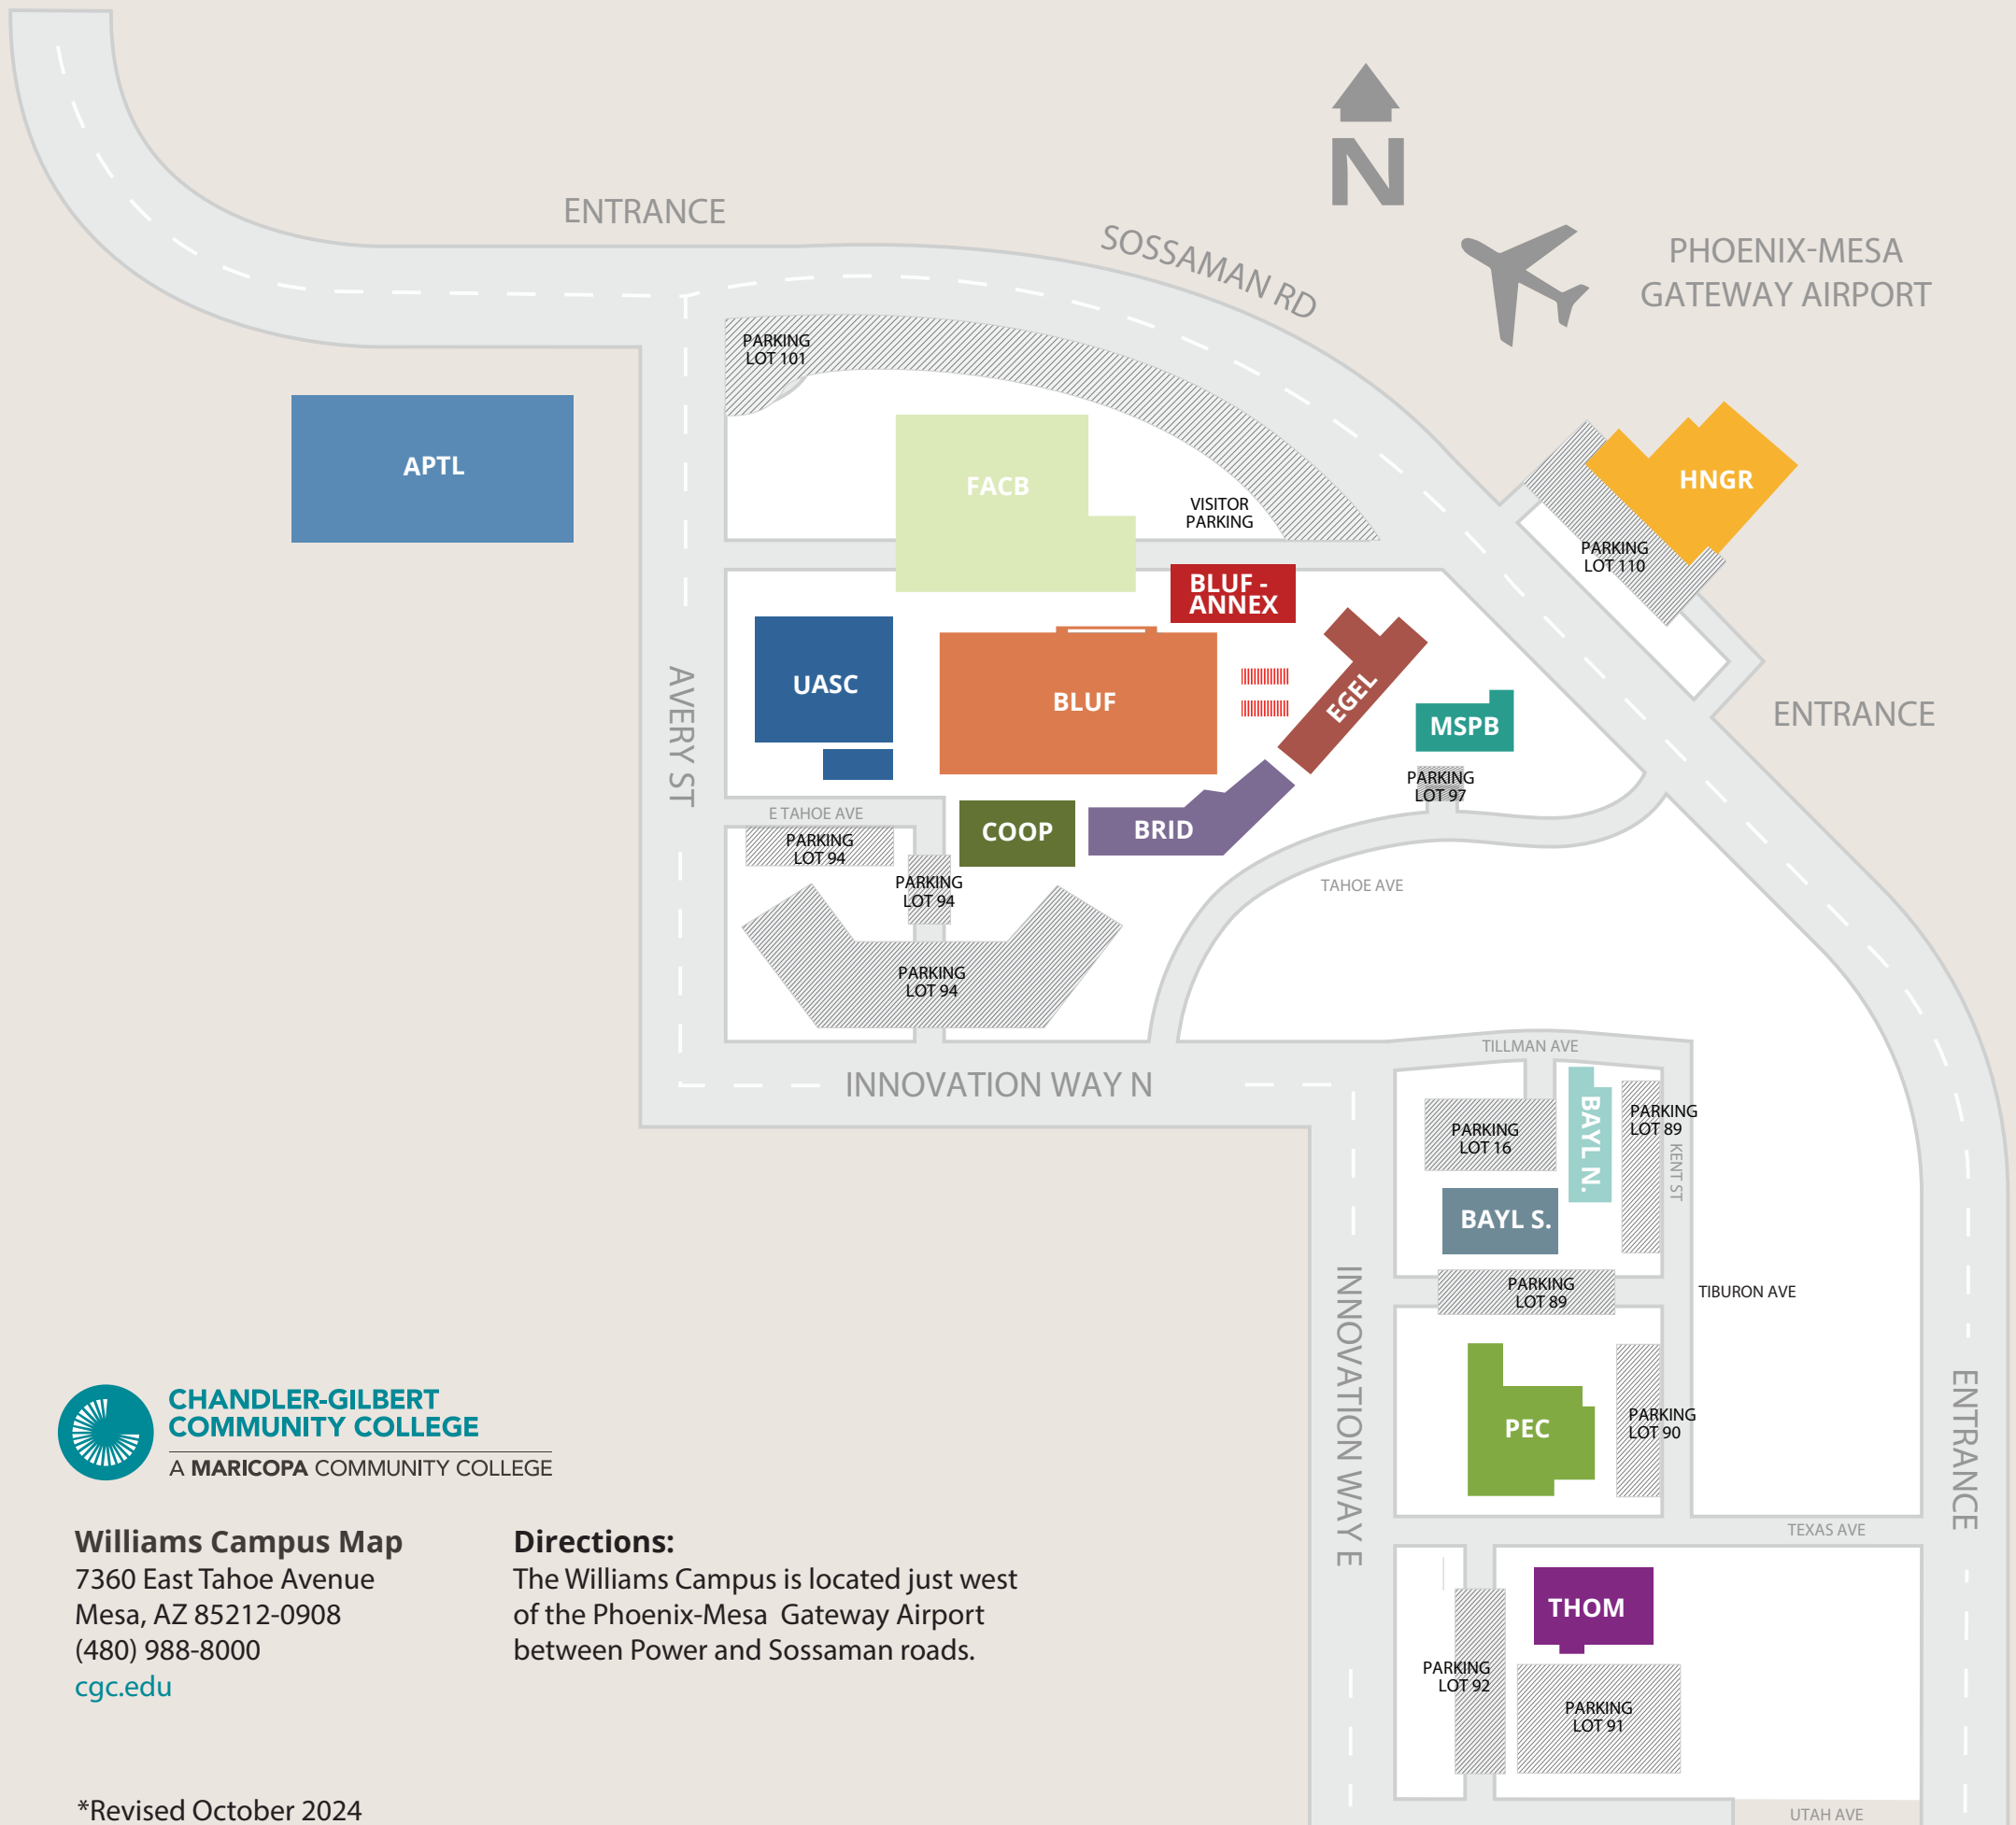 N
ENTRANCE
SOSSAMAN RD
PHOENIX-MESA
GATEWAY AIRPORT
PARKING
LOT 101
APTL
FACB
HNGR
VISITOR
PARKING
PARKING
LOT 110
BLUF -
ANNEX
AVERY ST
UASC
BLUF
EGEL
MSPB
ENTRANCE
PARKING
LOT 97
E TAHOE AVE
COOP
BRID
PARKING
LOT 94
PARKING
LOT 94
TAHOE AVE
PARKING
LOT 94
TILLMAN AVE
INNOVATION WAY N
BAYL N.
PARKING
LOT 89
PARKING
LOT 16
KENT ST
BAYL S.
PARKING
LOT 89
TIBURON AVE
INNOVATION WAY E
ENTRANCE
PEC
PARKING
LOT 90
TEXAS AVE
THOM
PARKING
LOT 92
PARKING
LOT 91
UTAH AVE
CHANDLER-GILBERT
COMMUNITY COLLEGE
A MARICOPA COMMUNITY COLLEGE
Williams Campus Map
7360 East Tahoe Avenue
Mesa, AZ 85212-0908
(480) 988-8000
cgc.edu
Directions:
The Williams Campus is located just west
of the Phoenix-Mesa Gateway Airport
between Power and Sossaman roads.
*Revised October 2024